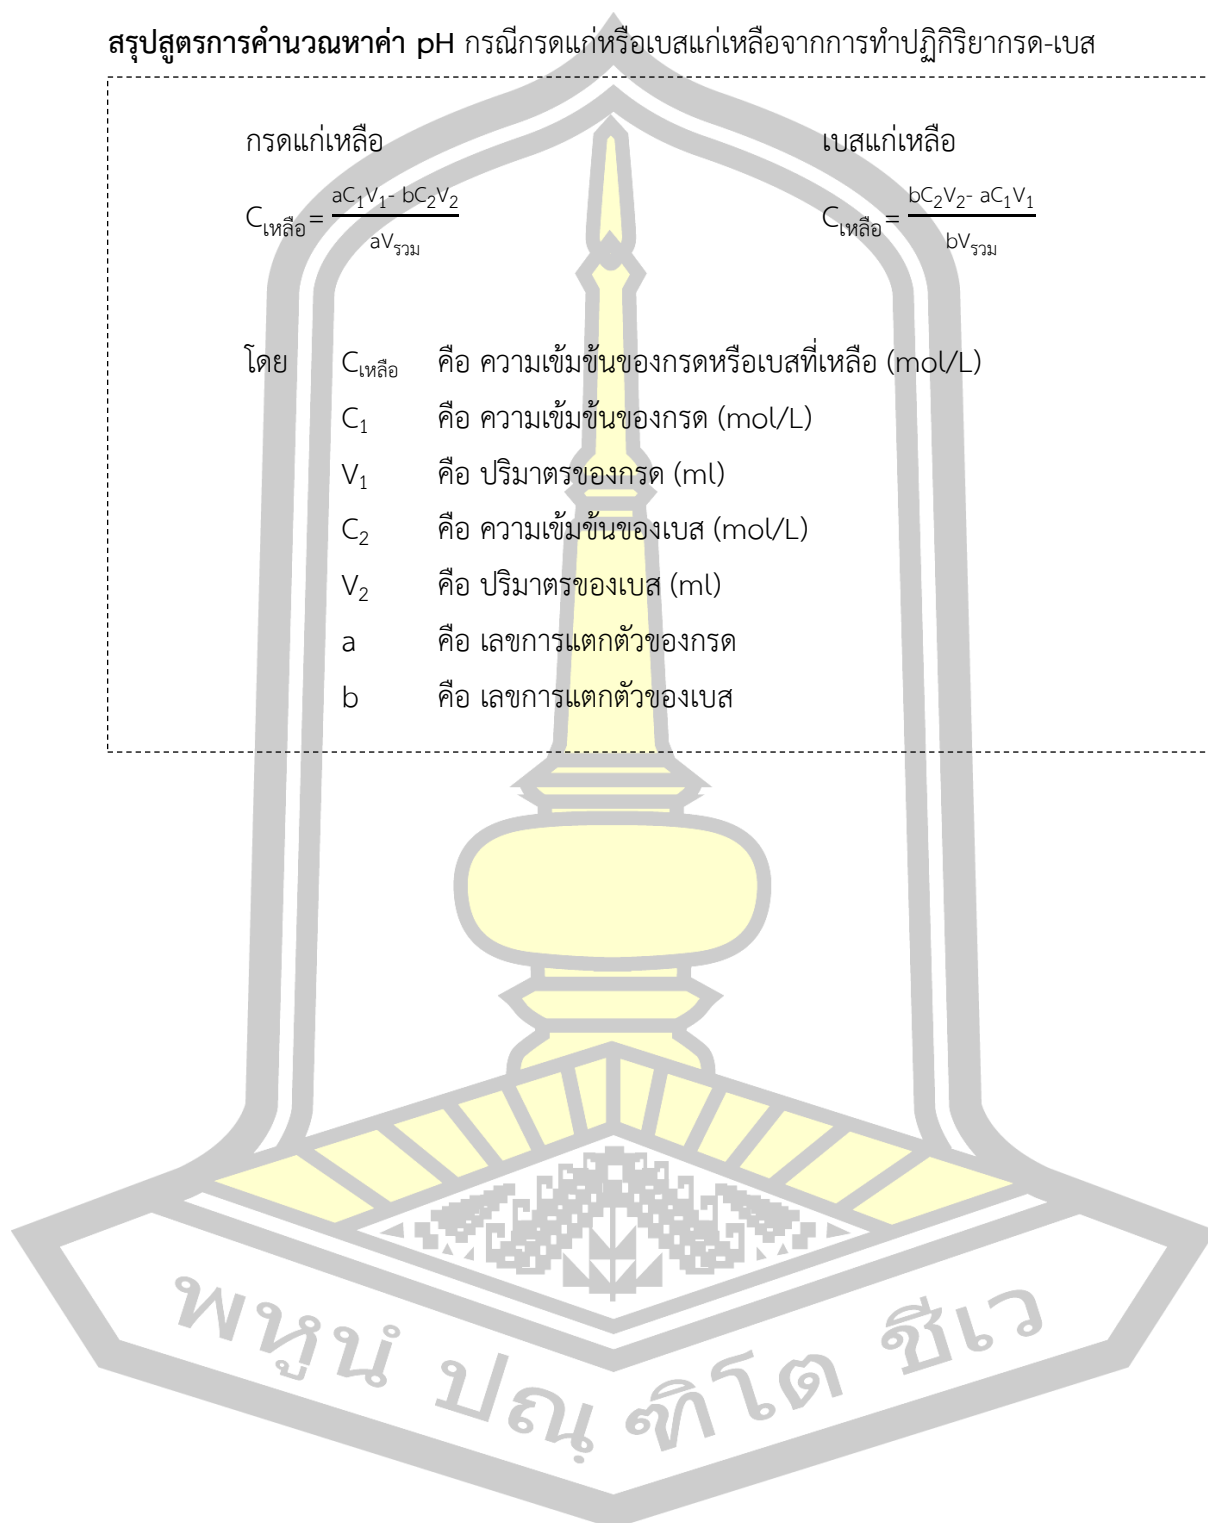 สรุปสูตรการคำนวณหาค่า pH กรณีกรดแก่หรือเบสแก่เหลือจากการทำปฏิกิริยากรด-เบส
กรดแก่เหลือ เบสแก่เหลือ
C เหลือ = aC1V1- bC2V2 / aVรวม C เหลือ = bC2V2- aC1V1 / bVรวม
โดย C เหลือ คือ ความเข้มข้นของกรดหรือเบสที่เหลือ (mol/L)
C1 คือ ความเข้มข้นของกรด (mol/L)
V1 คือ ปริมาตรของกรด (ml)
C2 คือ ความเข้มข้นของเบส (mol/L)
V2 คือ ปริมาตรของเบส (ml)
a คือ เลขการแตกตัวของกรด
b คือ เลขการแตกตัวของเบส
พหูนํ ปณฺฑิโต ชีเว